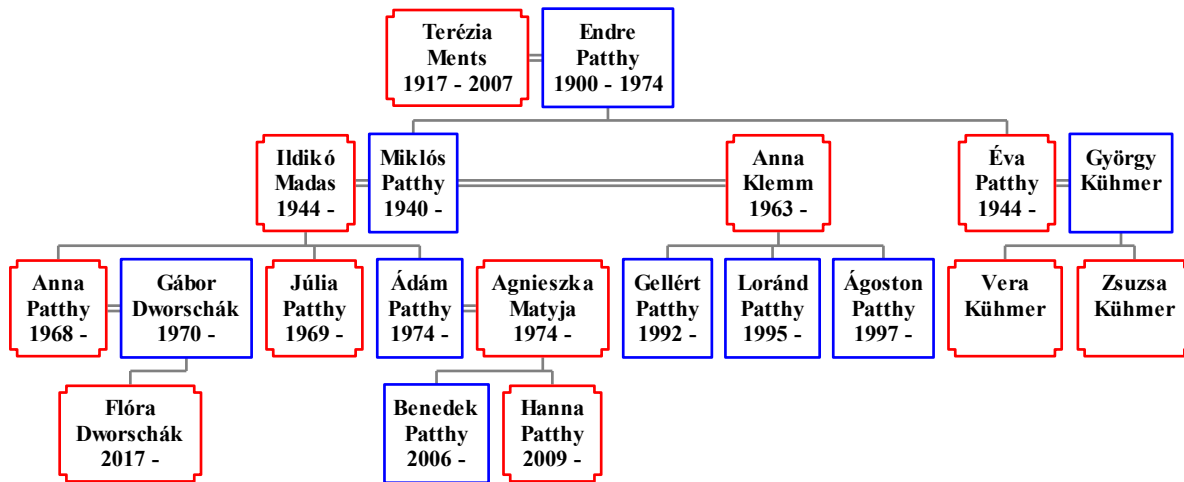 Terézia
Ments
1917 - 2007
Endre
Patthy
1900 - 1974
Ildikó
Madas
1944 -
Miklós
Patthy
1940 -
Anna
Klemm
1963 -
Éva
Patthy
1944 -
György
Kühmer
Anna
Patthy
1968 -
Gábor
Dworschák
1970 -
Júlia
Patthy
1969 -
Ádám
Patthy
1974 -
Agnieszka
Matyja
1974 -
Gellért
Patthy
1992 -
Loránd
Patthy
1995 -
Ágoston
Patthy
1997 -
Vera
Kühmer
Zsuzsa
Kühmer
Flóra
Dworschák
2017 -
Benedek
Patthy
2006 -
Hanna
Patthy
2009 -